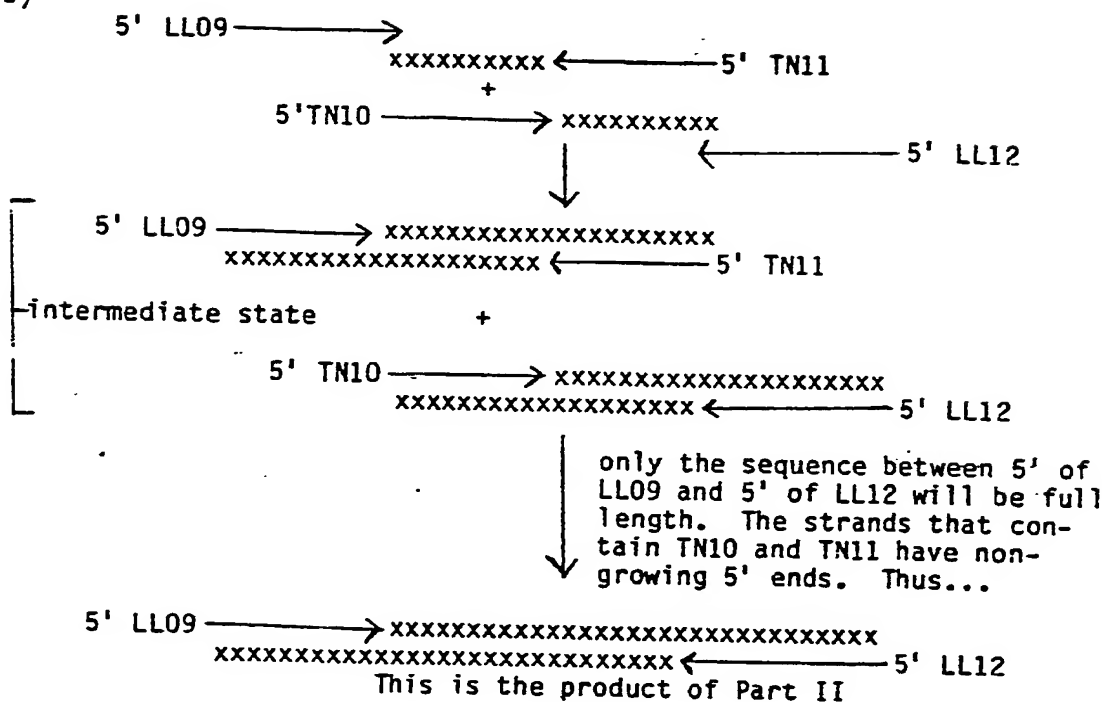 5' LL09
xxxxxxxxxx 5' TN11
+
5'TN10 xxxxxxxxxx
5' LL12
5' LL09 xxxxxxxxxxxxxxxxxxxxx
xxxxxxxxxxxxxxxxxxxx 5' TN11
intermediate state +
5' TN10 xxxxxxxxxxxxxxxxxxxxx
xxxxxxxxxxxxxxxxxxx 5' LL12
only the sequence between 5' of
LL09 and 5' of LL12 will be full
length. The strands that con-
tain TN10 and TN11 have non-
growing 5' ends. Thus...
5' LL09 xxxxxxxxxxxxxxxxxxxxxxxxxxxxxxx
xxxxxxxxxxxxxxxxxxxxxxxxxxxxx 5' LL12
This is the product of Part II